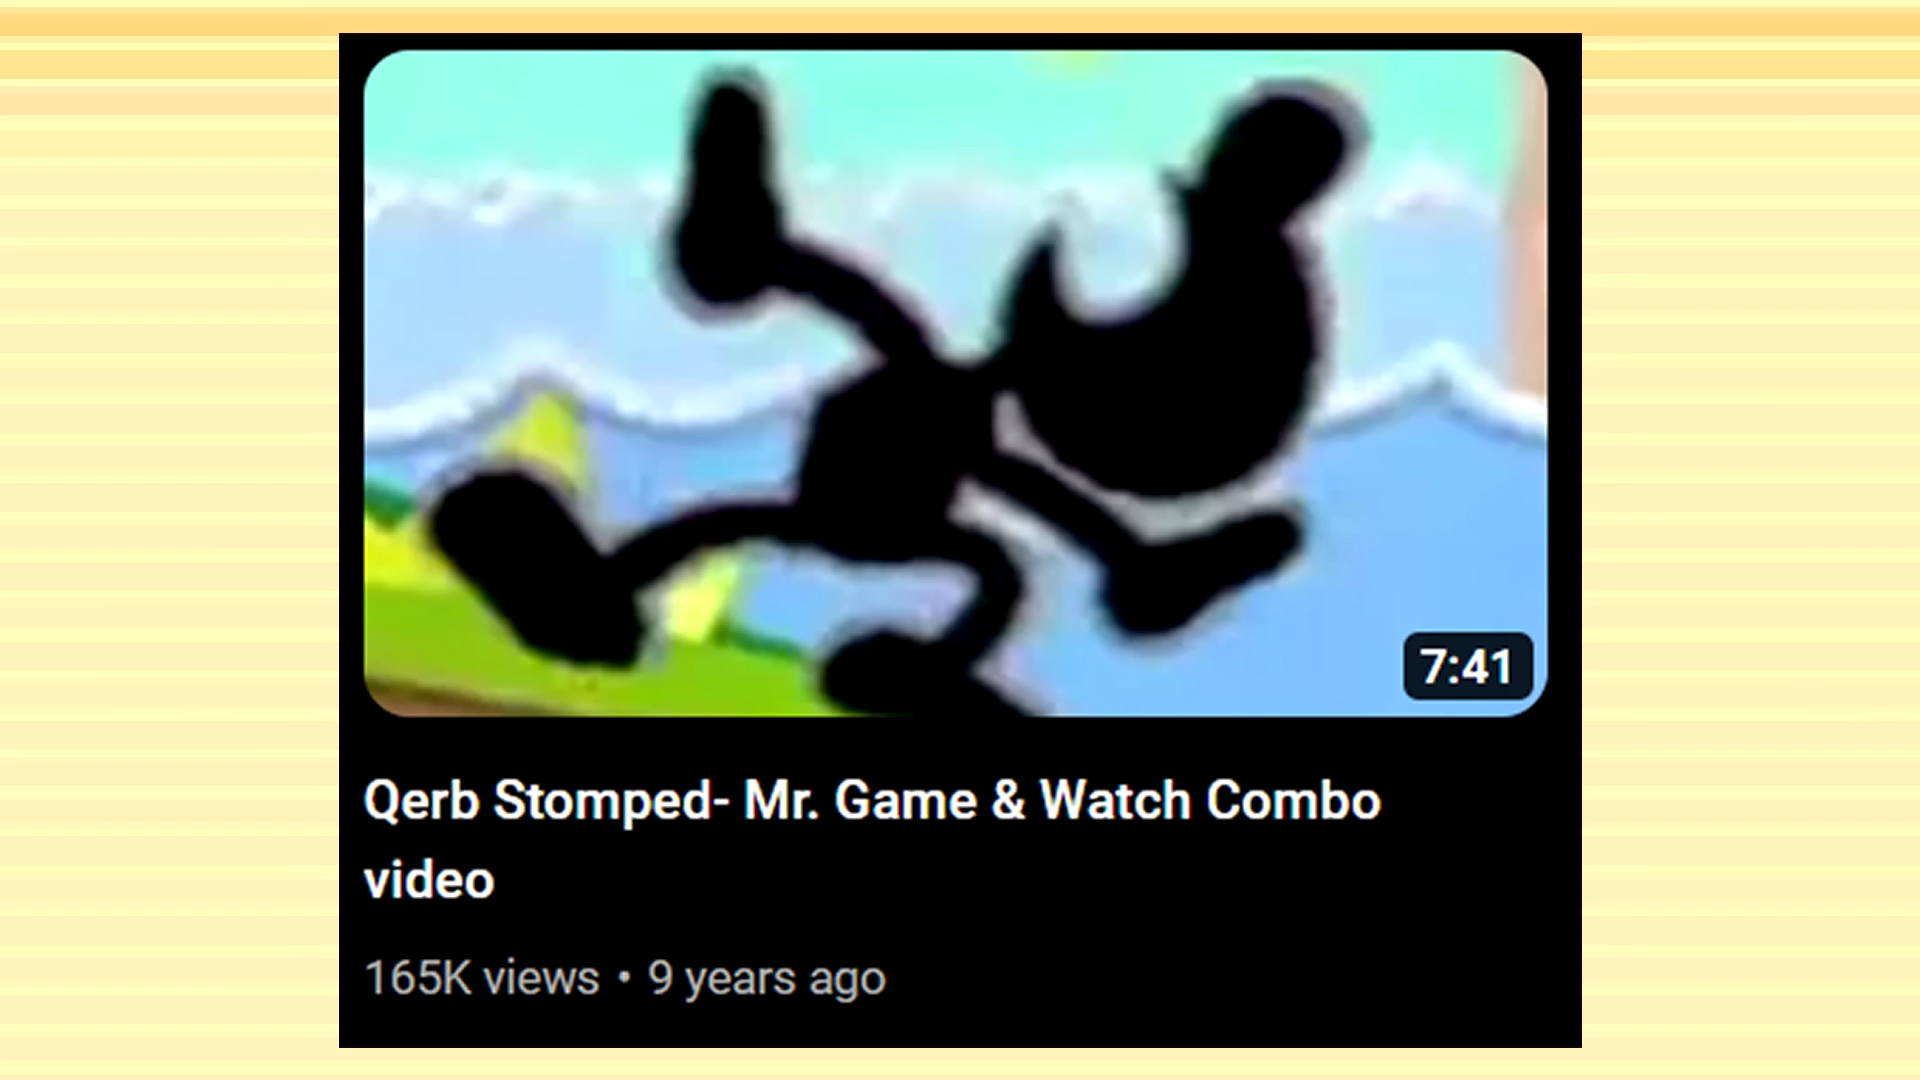 7:41
Qerb Stomped- Mr. Game & Watch Combo
video
165K views • 9 years ago